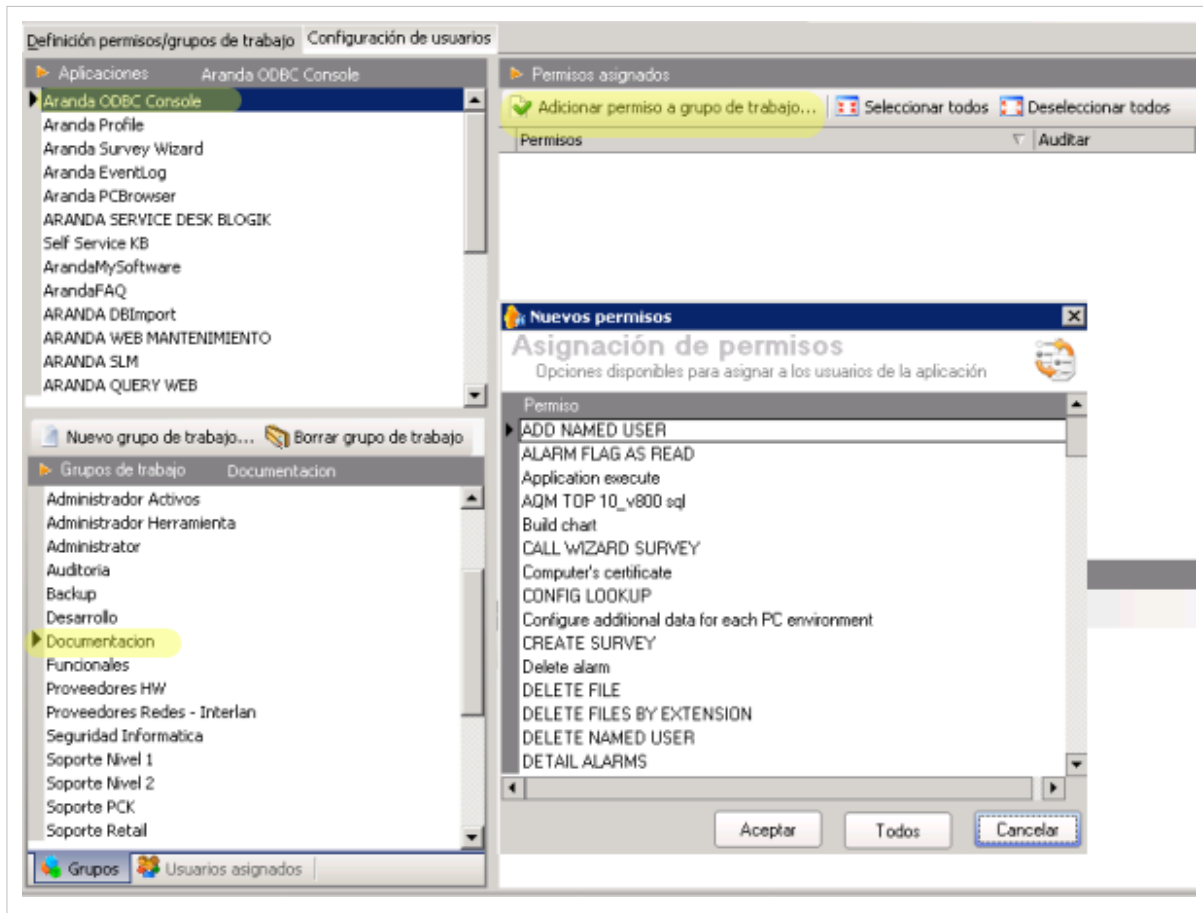 Definición permisos/grupos de trabajo Configuración de usuarios
Aplicaciones Aranda ODBC Console
Aranda ODBC Console
Aranda Profile
Aranda Survey Wizard
Aranda EventLog
Aranda PCBrowser
ARANDA SERVICE DESK BLOGIK
Self Service KB
ArandaMySoftware
ArandaFAQ
ARANDA DBImport
ARANDA WEB MANTENIMIENTO
ARANDA SLM
ARANDA QUERY WEB
Nuevo grupo de trabajo... Borrar grupo de trabajo
Grupos de trabajo Documentacion
Administrador Activos
Administrador Herramienta
Administrator
Auditoria
Backup
Desarrollo
Documentacion
Funcionales
Proveedores HW
Proveedores Redes - Interlan
Seguridad Informatica
Soporte Nivel 1
Soporte Nivel 2
Soporte PCK
Soporte Retail
Grupos Usuarios asignados
Permisos asignados
Adicionar permiso a grupo de trabajo... Seleccionar todos Deseleccionar todos
Permisos Auditar
Nuevos permisos
Asignación de permisos
Opciones disponibles para asignar a los usuarios de la aplicación
Permiso
ADD NAMED USER
ALARM FLAG AS READ
Application execute
AQM TOP 10_v800 sql
Build chart
CALL WIZARD SURVEY
Computer's certificate
CONFIG LOOKUP
Configure additional data for each PC environment
CREATE SURVEY
Delete alarm
DELETE FILE
DELETE FILES BY EXTENSION
DELETE NAMED USER
DETAIL ALARMS
Aceptar Todos Cancelar